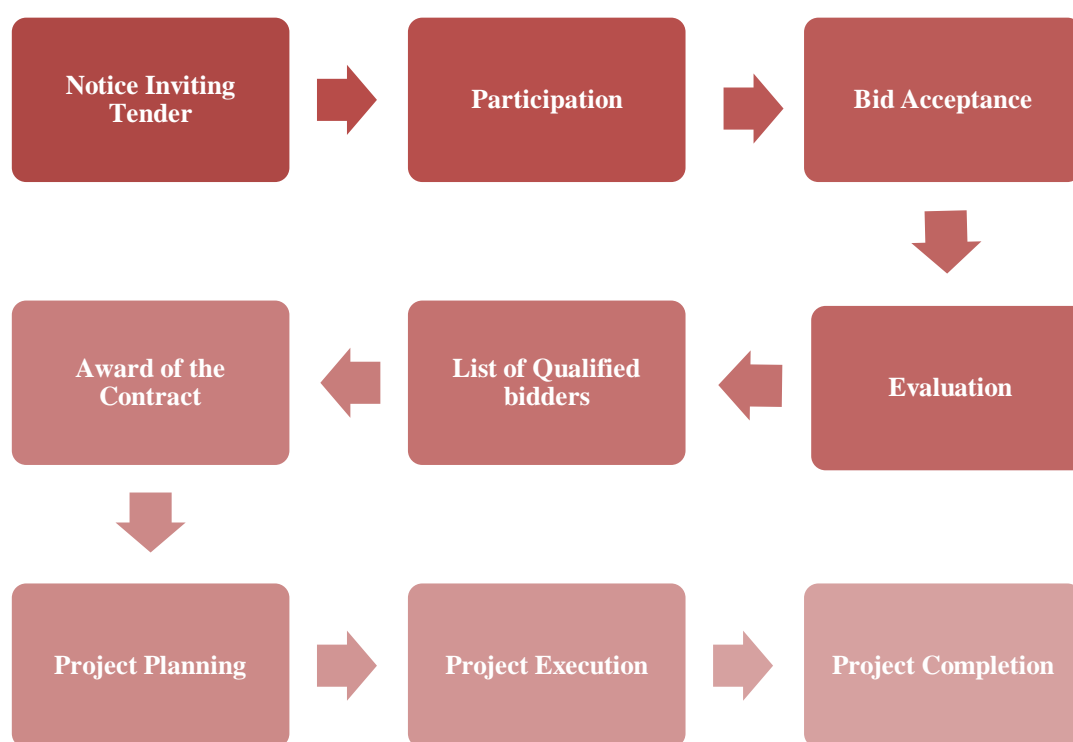 Notice Inviting
Tender
Participation
Bid Acceptance
Evaluation
List of Qualified
bidders
Award of the
Contract
Project Planning
Project Execution
Project Completion